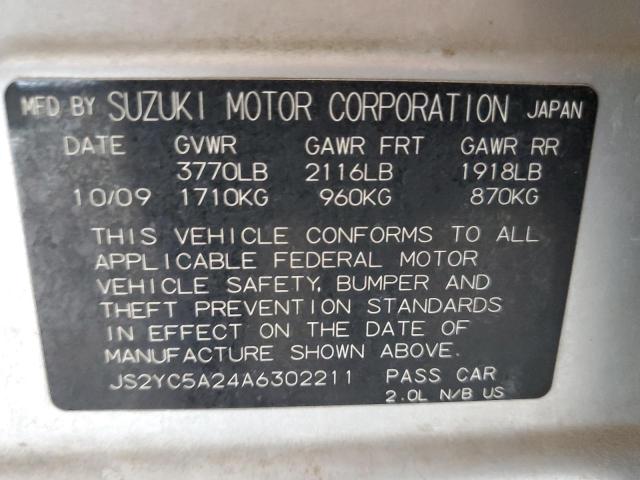 MFD BY SUZUKI MOTOR CORPORATION JAPAN
DATE GVWR GAWR FRT GAWR RR
3770LB 2116LB 1918LB
10/09 1710KG 960KG 870KG
THIS VEHICLE CONFORMS TO ALL
APPLICABLE FEDERAL MOTOR
VEHICLE SAFETY, BUMPER AND
THEFT PREVENTION STANDARDS
IN EFFECT ON THE DATE OF
MANUFACTURE SHOWN ABOVE.
JS2YC5A24A6302211 PASS CAR
2.0L N/B US